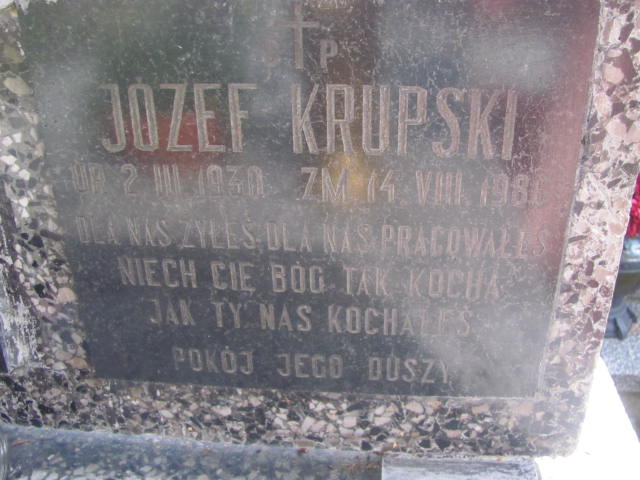 Ś P
JÓZEF KRUPSKI
UR 2 III 1930 ZM 14 VIII
DLA NAS ŻYŁEŚ DLA NAS PRACOWAŁEŚ
NIECH CIĘ BÓG TAK KOCHA
JAK TY NAS KOCHAŁEŚ
POKÓJ JEGO DUSZY